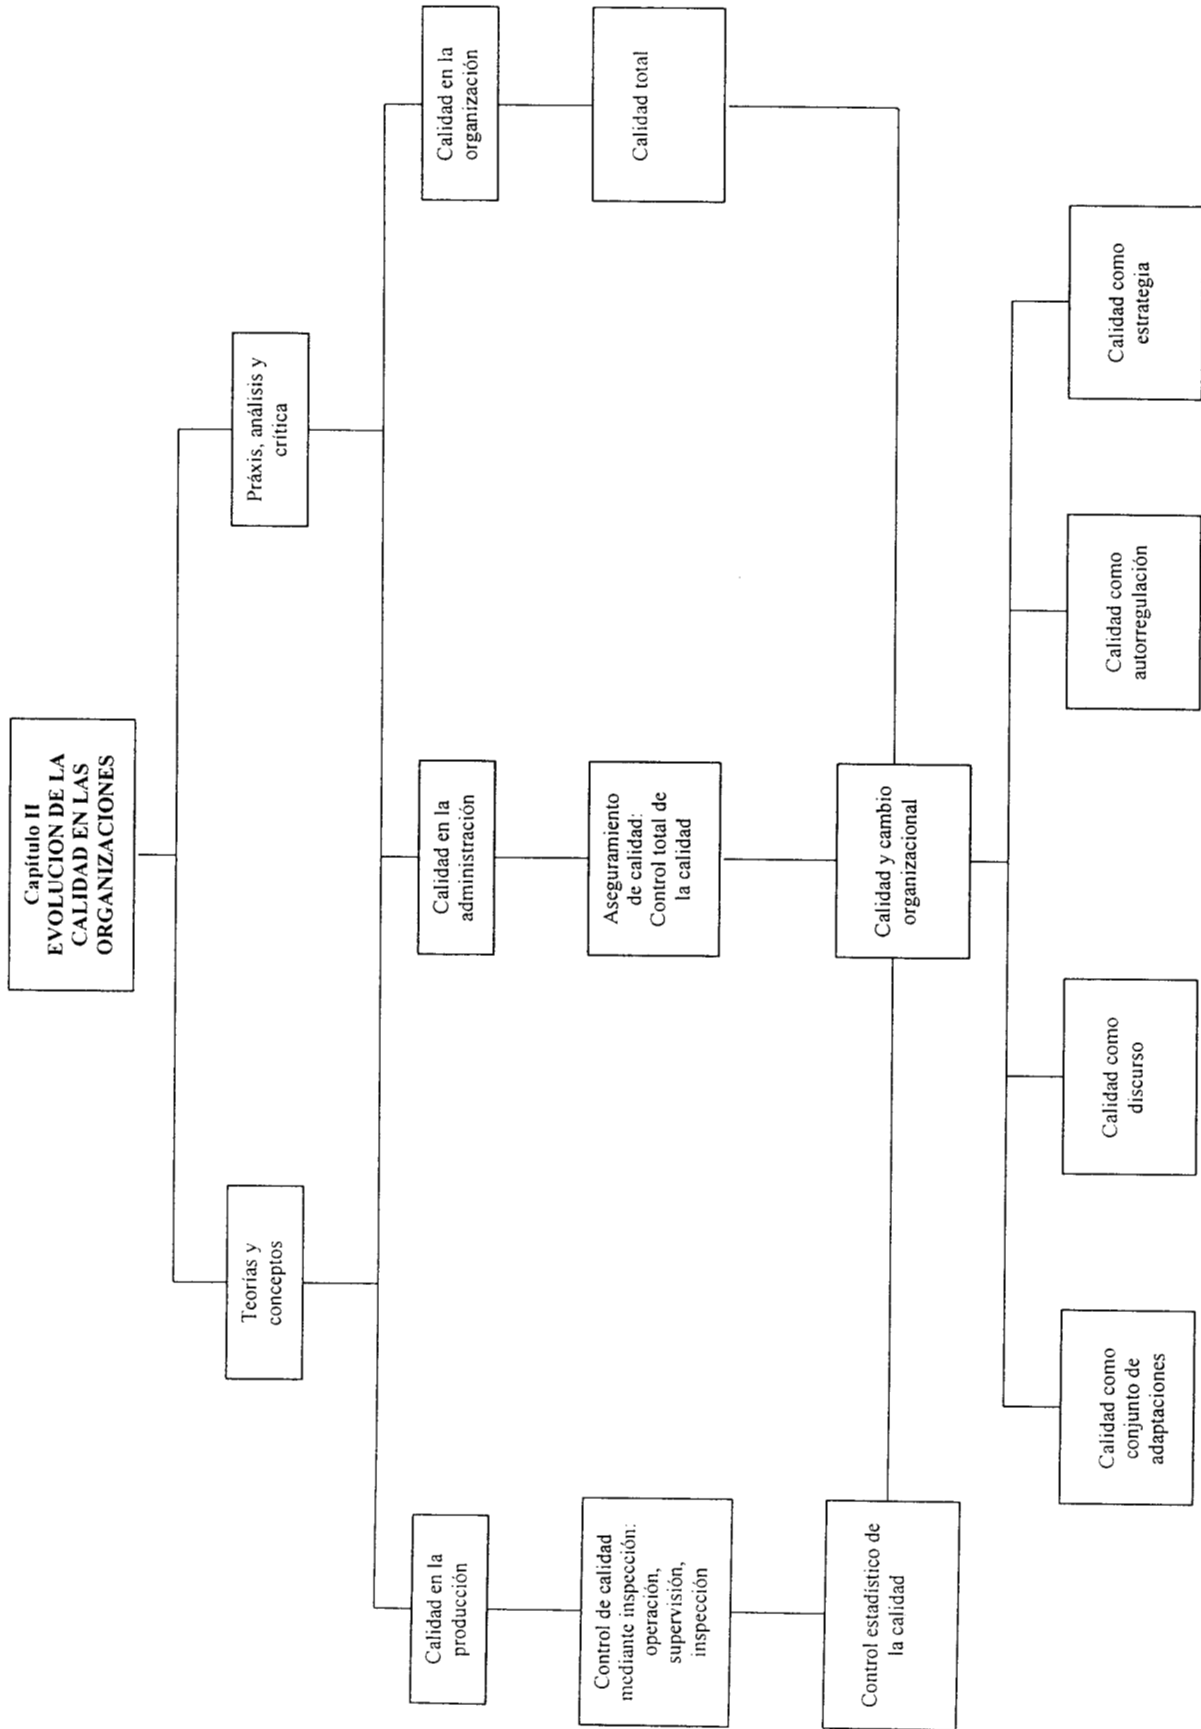 Capítulo II
EVOLUCION DE LA
CALIDAD EN LAS
ORGANIZACIONES
Teorías y
conceptos
Práxis, análisis y
crítica
Calidad en la
producción
Calidad en la
administración
Calidad en la
organización
Control de calidad
mediante inspección:
operación,
supervisión,
inspección
Aseguramiento
de calidad:
Control total de
la calidad
Calidad total
Control estadístico de
la calidad
Calidad y cambio
organizacional
Calidad como
conjunto de
adaptaciones
Calidad como
discurso
Calidad como
autorregulación
Calidad como
estrategia